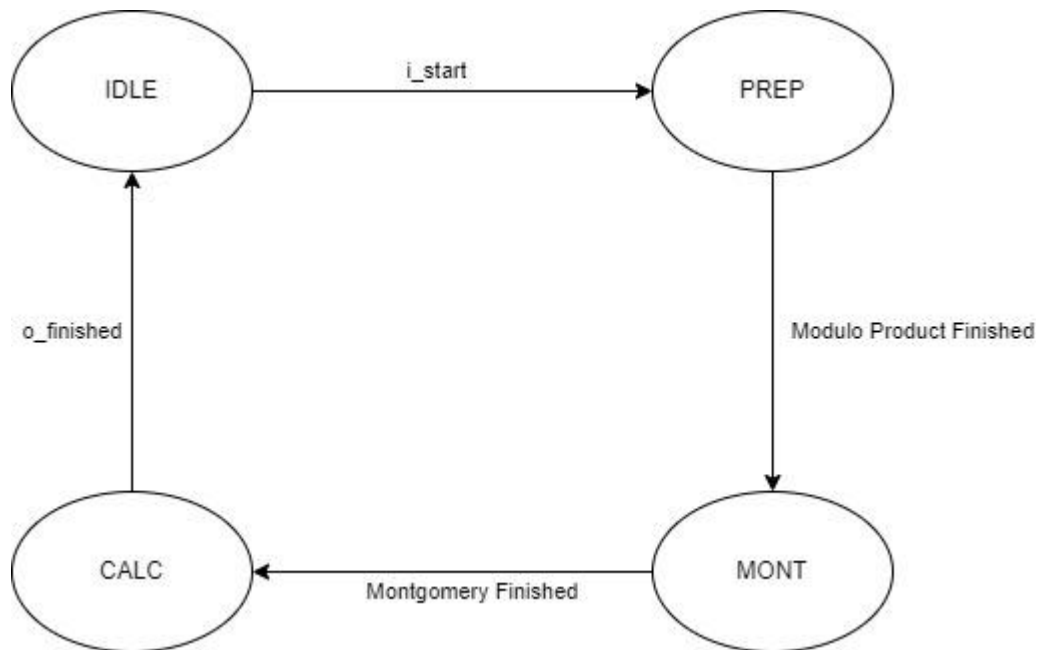 i_start
IDLE
PREP
o_finished
Modulo Product Finished
CALC
MONT
Montgomery Finished